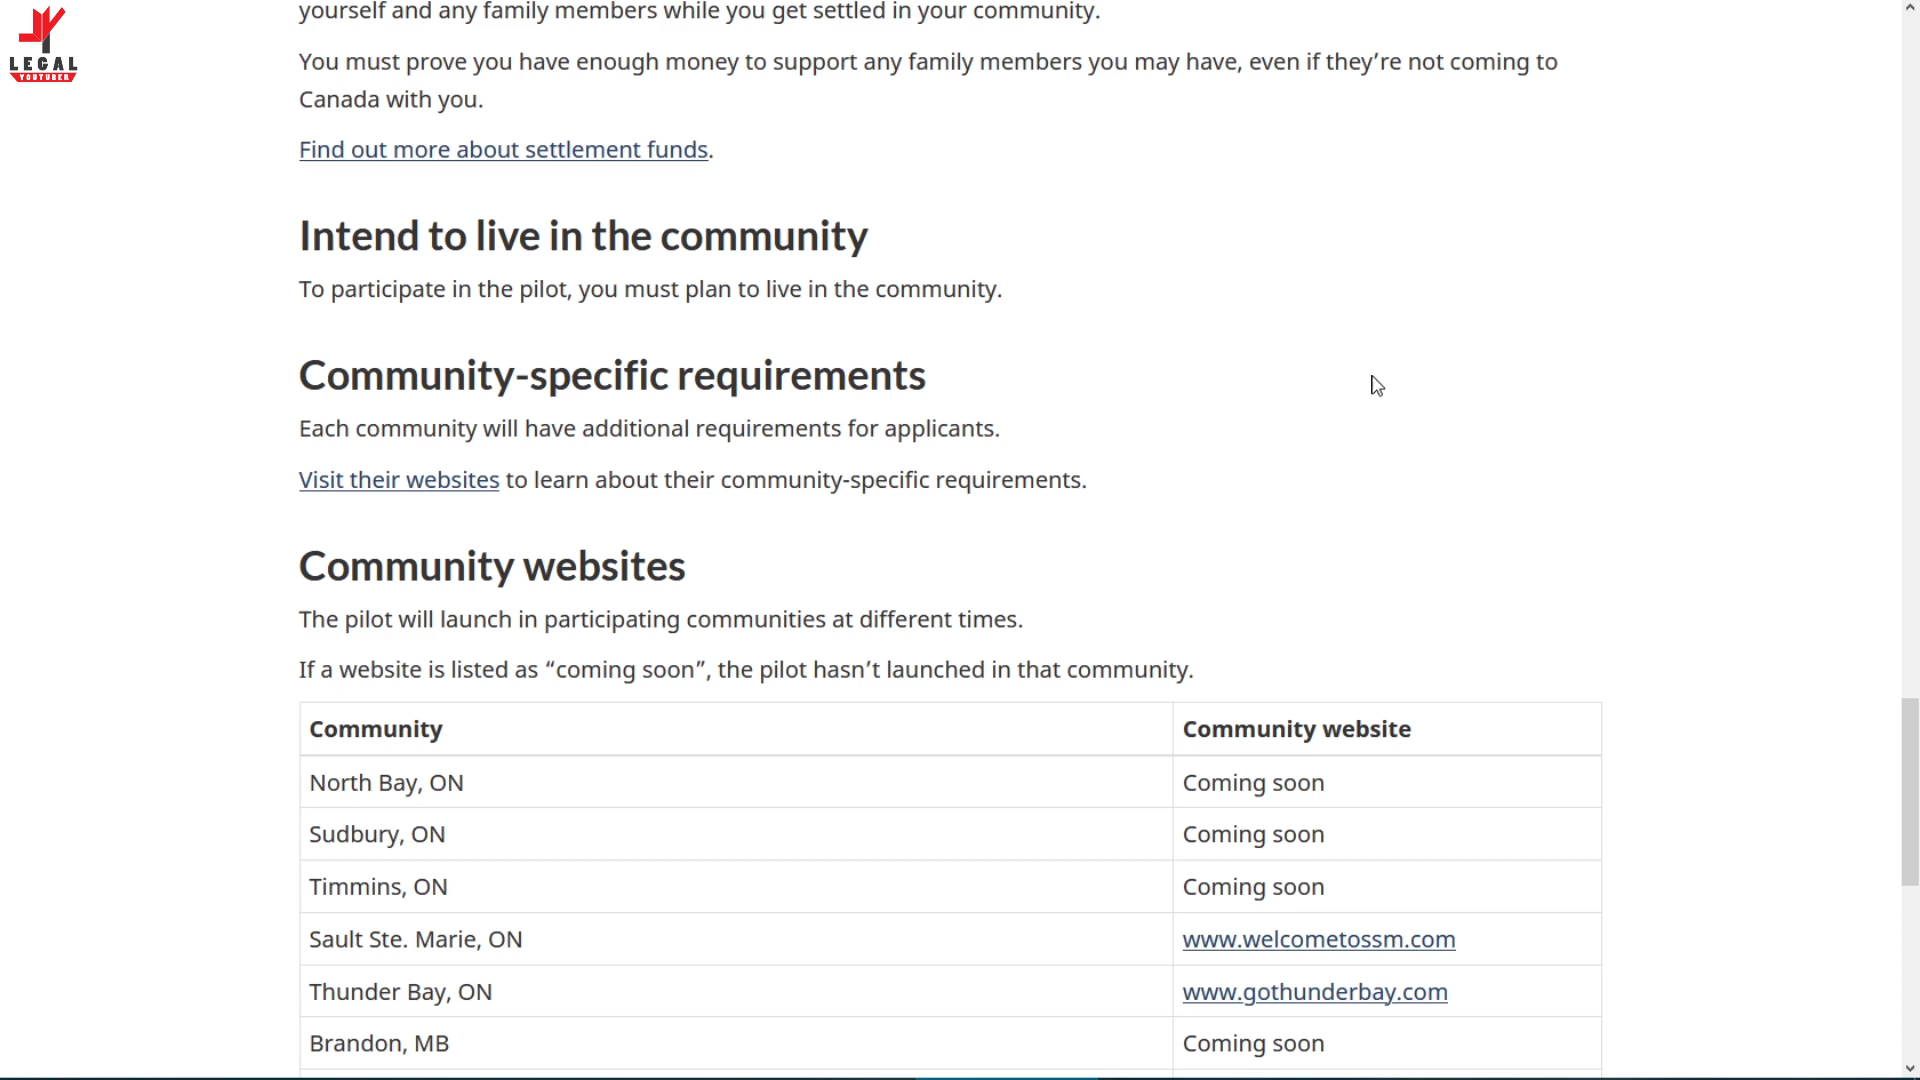 LEGAL
YOUTUBER
yourself and any family members while you get settled in your community.
You must prove you have enough money to support any family members you may have, even if they’re not coming to
Canada with you.
Find out more about settlement funds.
Intend to live in the community
To participate in the pilot, you must plan to live in the community.
Community-specific requirements
Each community will have additional requirements for applicants.
Visit their websites to learn about their community-specific requirements.
Community websites
The pilot will launch in participating communities at different times.
If a website is listed as “coming soon”, the pilot hasn’t launched in that community.
Community Community website
North Bay, ON Coming soon
Sudbury, ON Coming soon
Timmins, ON Coming soon
Sault Ste. Marie, ON www.welcometossm.com
Thunder Bay, ON www.gothunderbay.com
Brandon, MB Coming soon